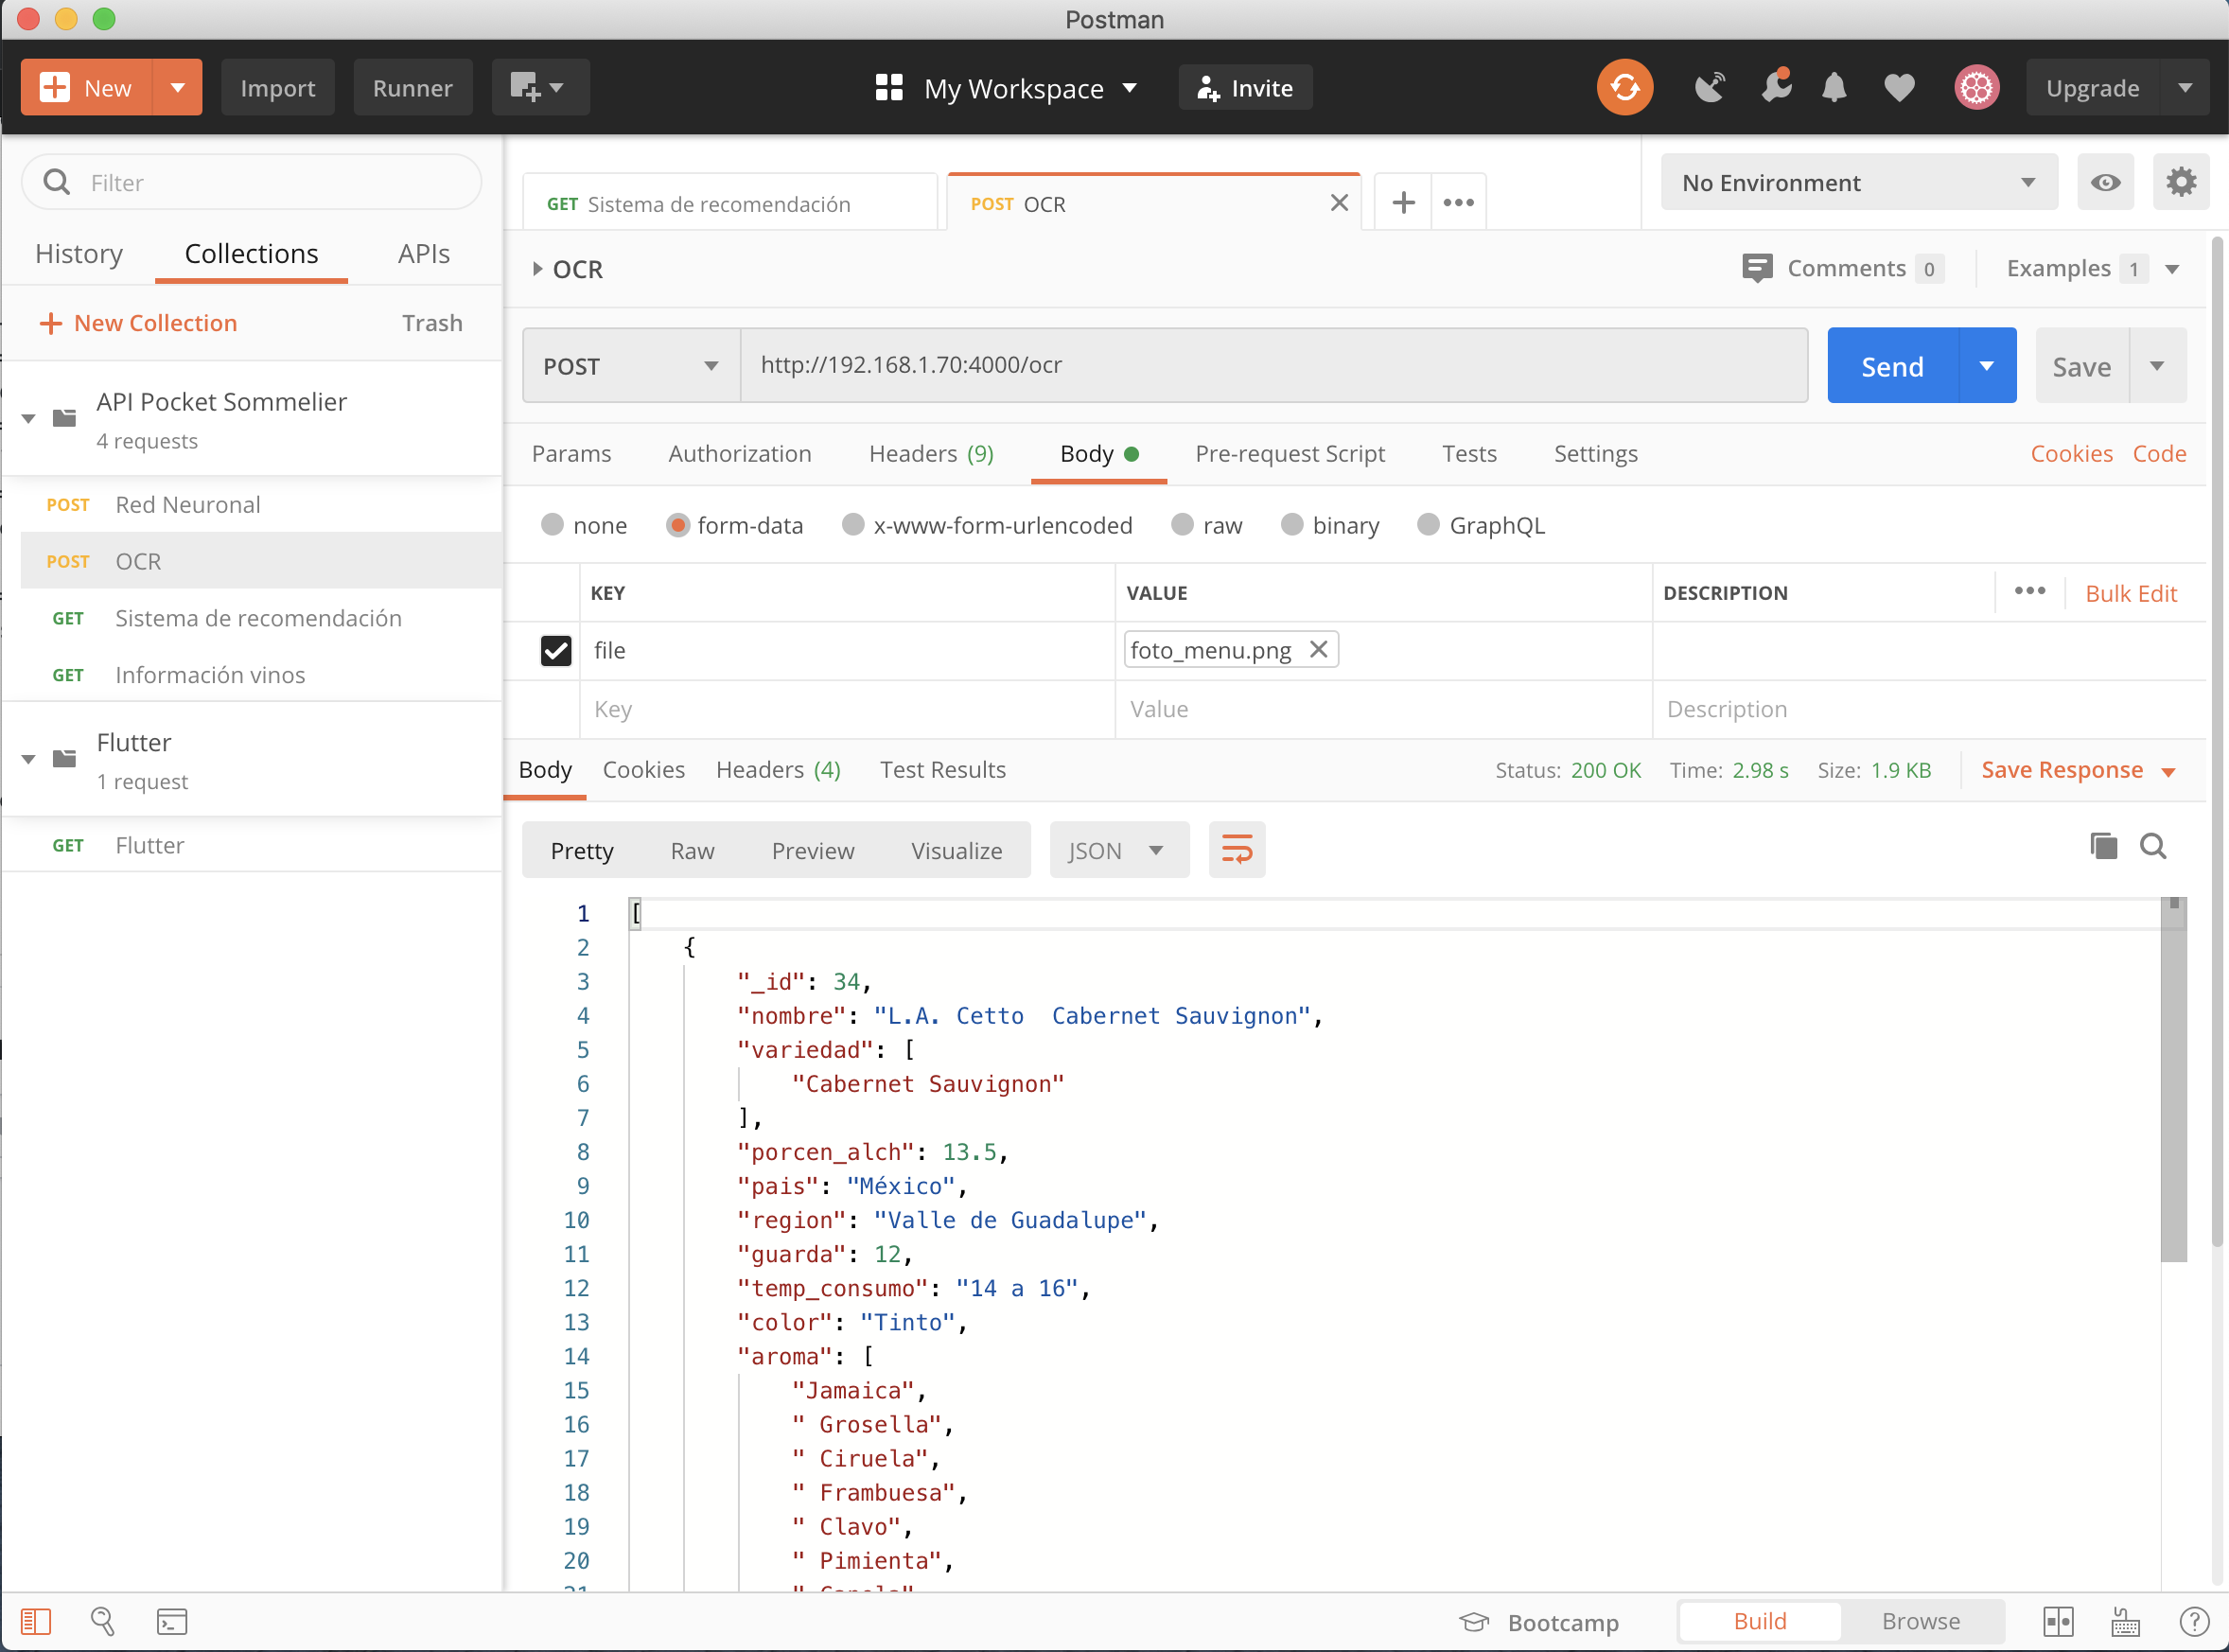 Postman
New
Import
Runner
My Workspace
Invite
Upgrade
Filter
History
Collections
APIs
New Collection
Trash
API Pocket Sommelier
4 requests
POST Red Neuronal
POST OCR
GET Sistema de recomendación
GET Información vinos
Flutter
1 request
GET Flutter
GET Sistema de recomendación
POST OCR
No Environment
OCR
Comments 0
Examples 1
POST
http://192.168.1.70:4000/ocr
Send
Save
Params
Authorization
Headers (9)
Body
Pre-request Script
Tests
Settings
Cookies
Code
none
form-data
x-www-form-urlencoded
raw
binary
GraphQL
KEY
VALUE
DESCRIPTION
Bulk Edit
file
foto_menu.png
Key
Value
Description
Body
Cookies
Headers (4)
Test Results
Status: 200 OK
Time: 2.98 s
Size: 1.9 KB
Save Response
Pretty
Raw
Preview
Visualize
JSON
1 [
2 {
3 "_id": 34,
4 "nombre": "L.A. Cetto  Cabernet Sauvignon",
5 "variedad": [
6 "Cabernet Sauvignon"
7 ],
8 "porcen_alch": 13.5,
9 "pais": "México",
10 "region": "Valle de Guadalupe",
11 "guarda": 12,
12 "temp_consumo": "14 a 16",
13 "color": "Tinto",
14 "aroma": [
15 "Jamaica",
16 " Grosella",
17 " Ciruela",
18 " Frambuesa",
19 " Clavo",
20 " Pimienta",
Bootcamp
Build
Browse